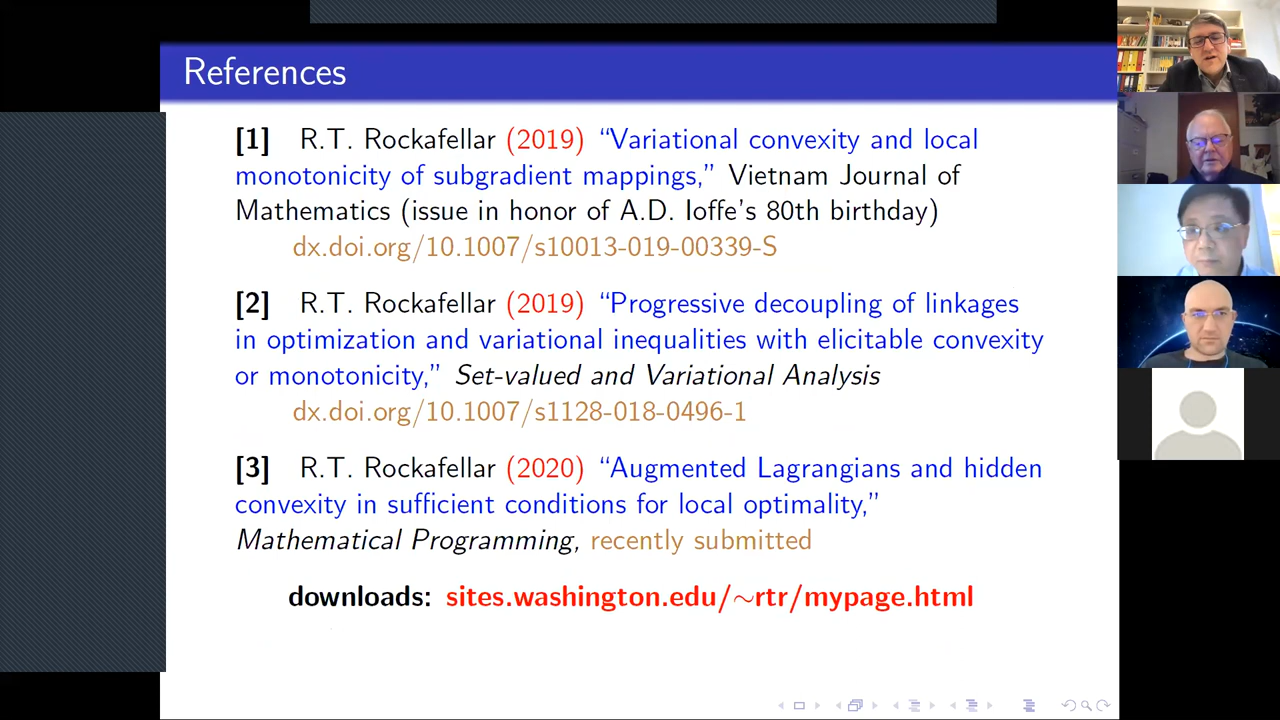 References
[1] R.T. Rockafellar (2019) “Variational convexity and local
monotonicity of subgradient mappings,” Vietnam Journal of
Mathematics (issue in honor of A.D. Ioffe's 80th birthday)
dx.doi.org/10.1007/s10013-019-00339-S
[2] R.T. Rockafellar (2019) “Progressive decoupling of linkages
in optimization and variational inequalities with elicitable convexity
or monotonicity,” Set-valued and Variational Analysis
dx.doi.org/10.1007/s1128-018-0496-1
[3] R.T. Rockafellar (2020) “Augmented Lagrangians and hidden
convexity in sufficient conditions for local optimality,”
Mathematical Programming, recently submitted
downloads: sites.washington.edu/~rtr/mypage.html